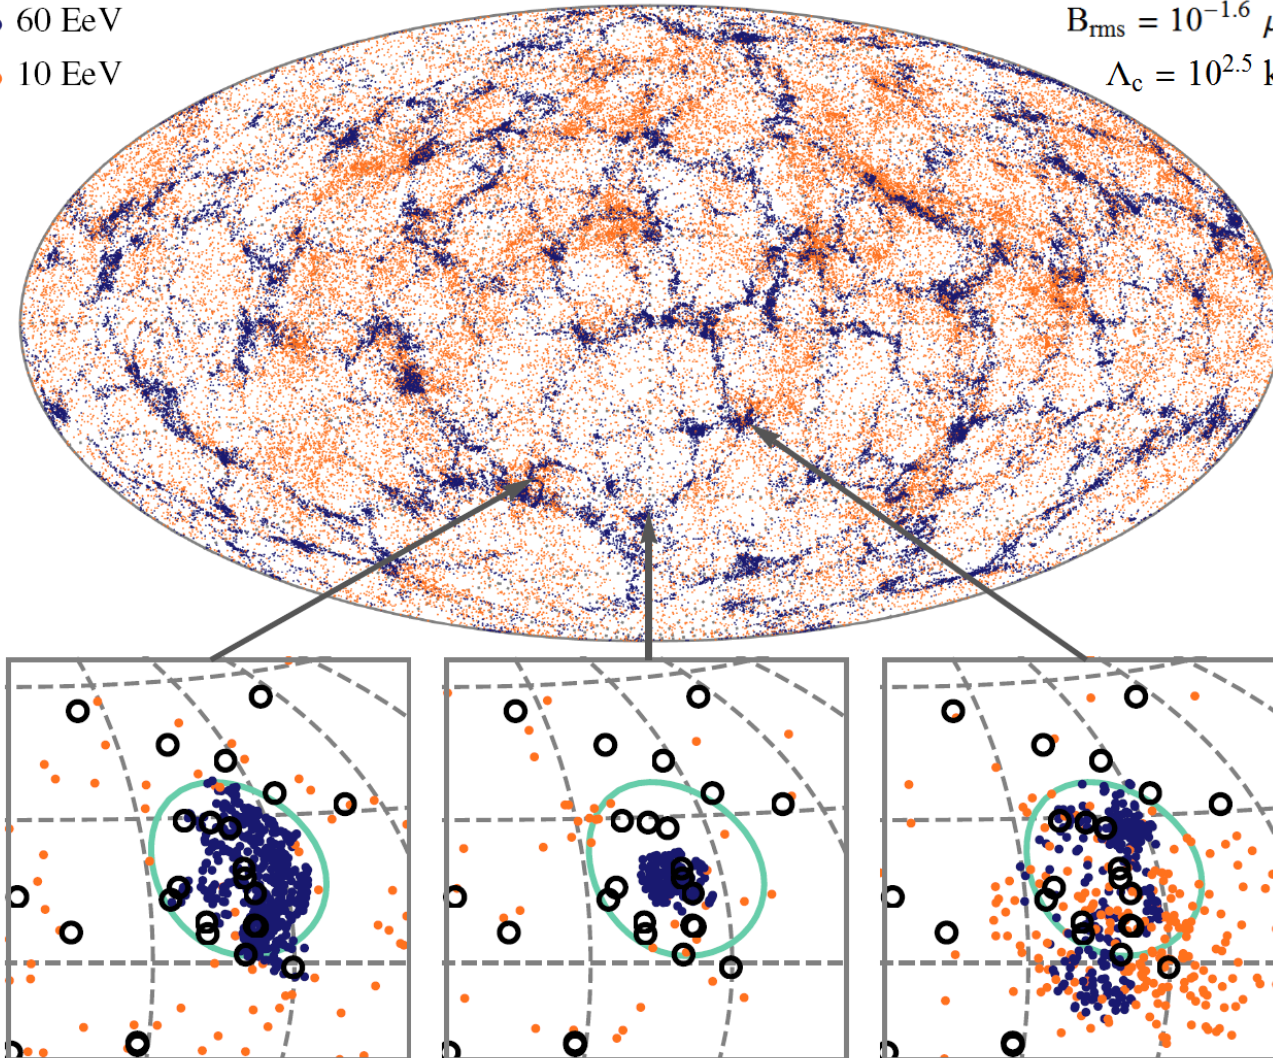 60 EeV
10 EeV
B_rms = 10^−1.6 μ
Λ_c = 10^2.5 k